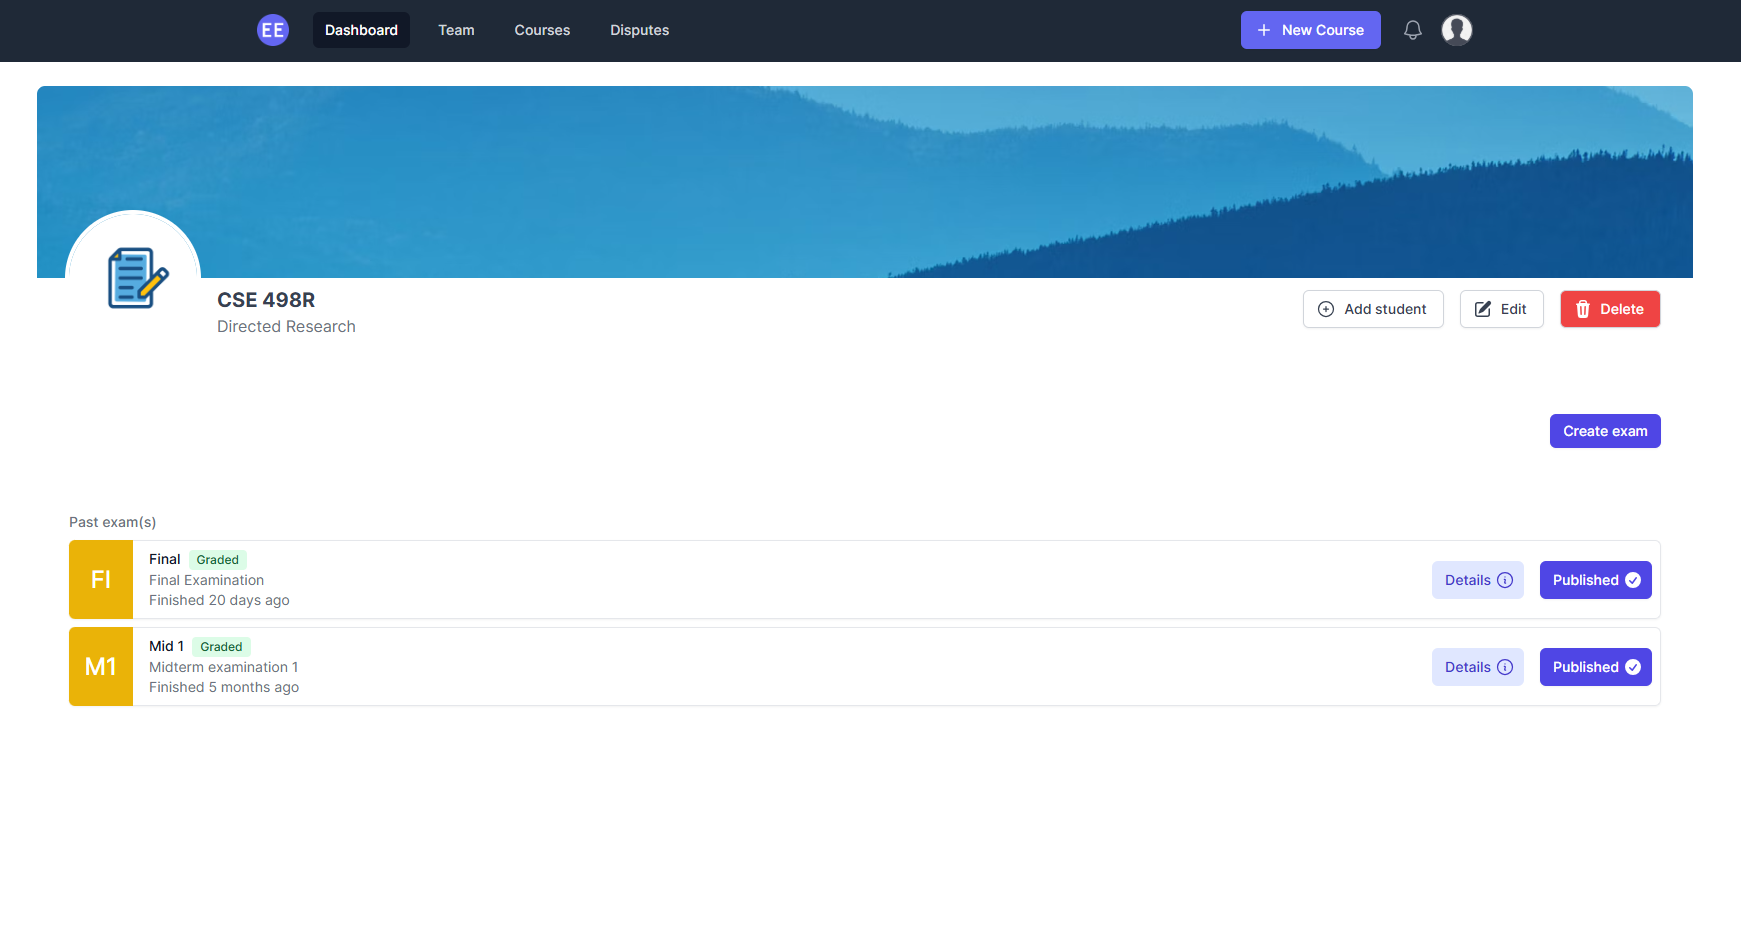 EE Dashboard Team Courses Disputes New Course
CSE 498R
Directed Research
Add student Edit Delete
Create exam
Past exam(s)
FI
Final Graded
Final Examination
Finished 20 days ago
Details Published
M1
Mid 1 Graded
Midterm examination 1
Finished 5 months ago
Details Published